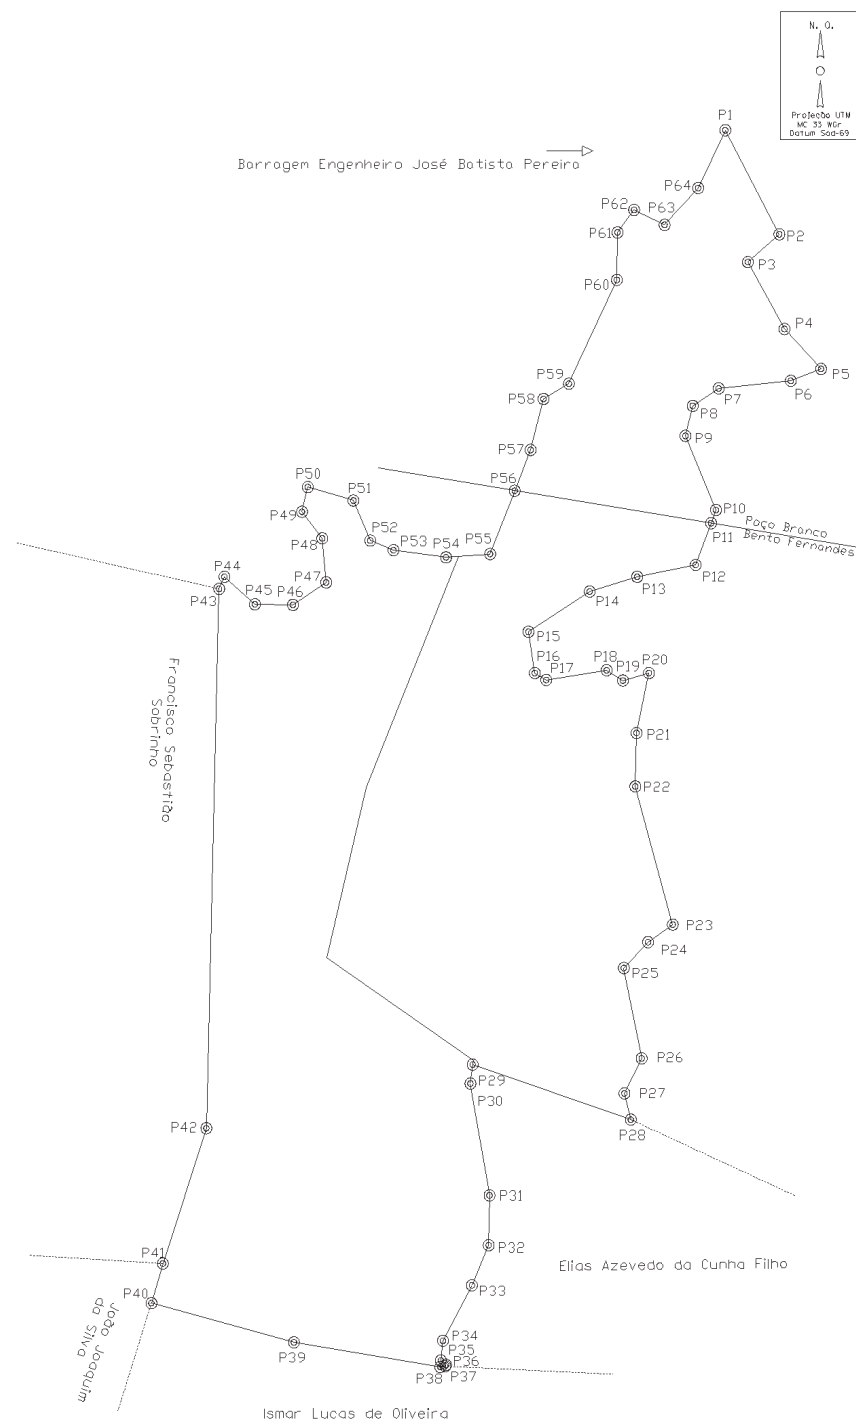 N. Q.
Projeção UTM
MC 33 WGr
Datum Sad-69
P1
Barragem Engenheiro José Batista Pereira
P64
P62
P63
P61
P2
P3
P60
P4
P59
P5
P58
P7
P6
P8
P9
P57
P56
P50
P51
P10
P49
Poço Branco
P11
Bento Fernandes
P52
P48
P53
P54
P55
P12
P44
P47
P13
P43
P45
P46
P14
P15
P16
P17
P18
P19
P20
Francisco Sebastião
Sobrinho
P21
P22
P23
P24
P25
P26
P29
P27
P30
P28
P42
P31
P32
P41
Elias Azevedo da Cunha Filho
P33
P40
João Joaquim
da Silva
P34
P39
P35
P36
P38
P37
Ismar Lucas de Oliveira